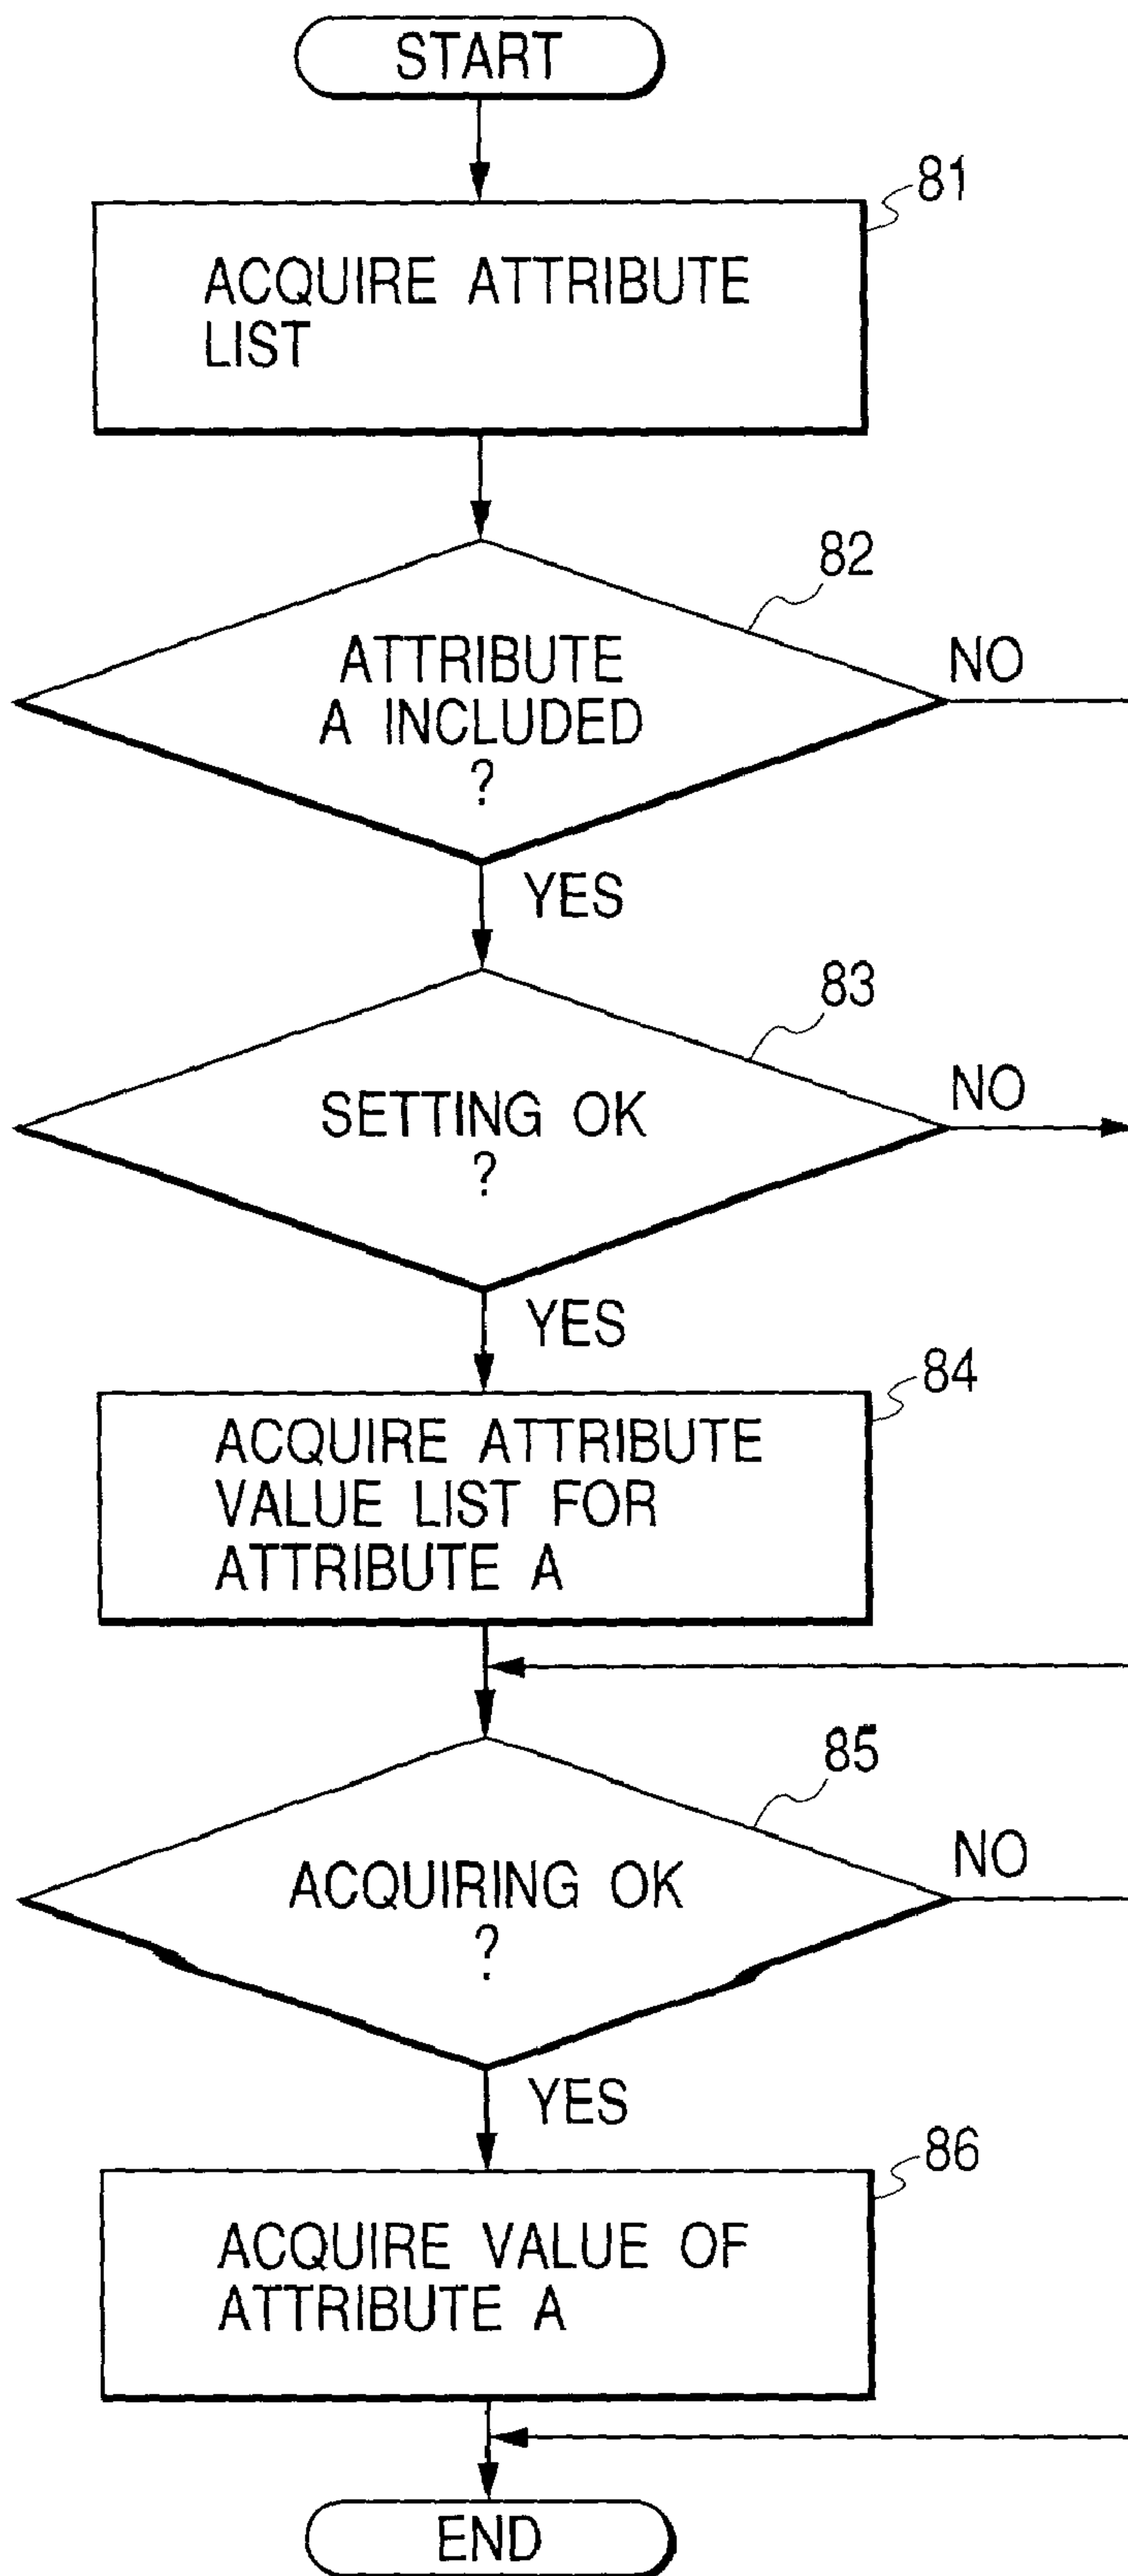 START
81
ACQUIRE ATTRIBUTE
LIST
82
ATTRIBUTE
A INCLUDED
?
NO
YES
83
SETTING OK
?
NO
YES
84
ACQUIRE ATTRIBUTE
VALUE LIST FOR
ATTRIBUTE A
85
ACQUIRING OK
?
NO
YES
86
ACQUIRE VALUE OF
ATTRIBUTE A
END